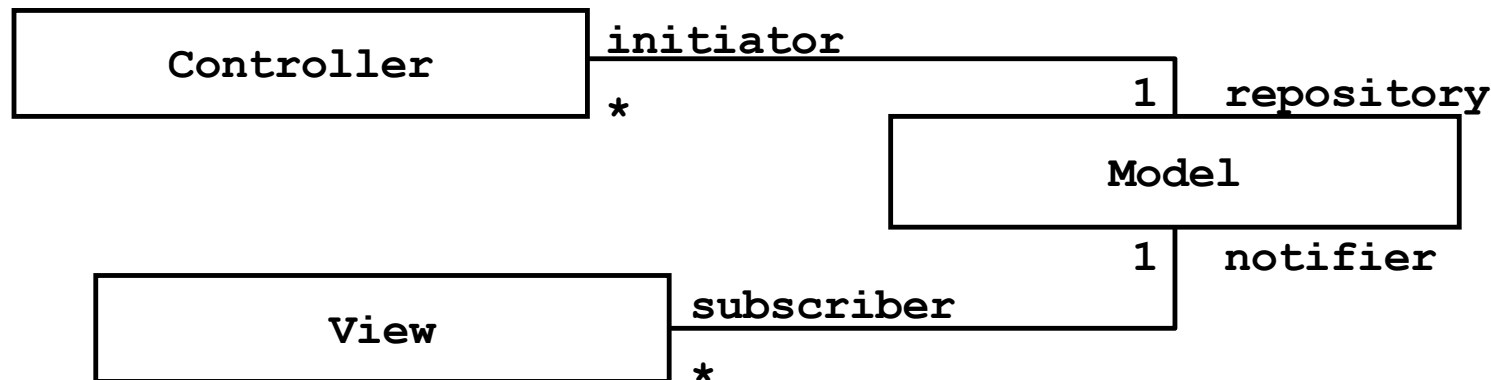 initiator
Controller
*
1 repository
Model
1 notifier
subscriber
View
*